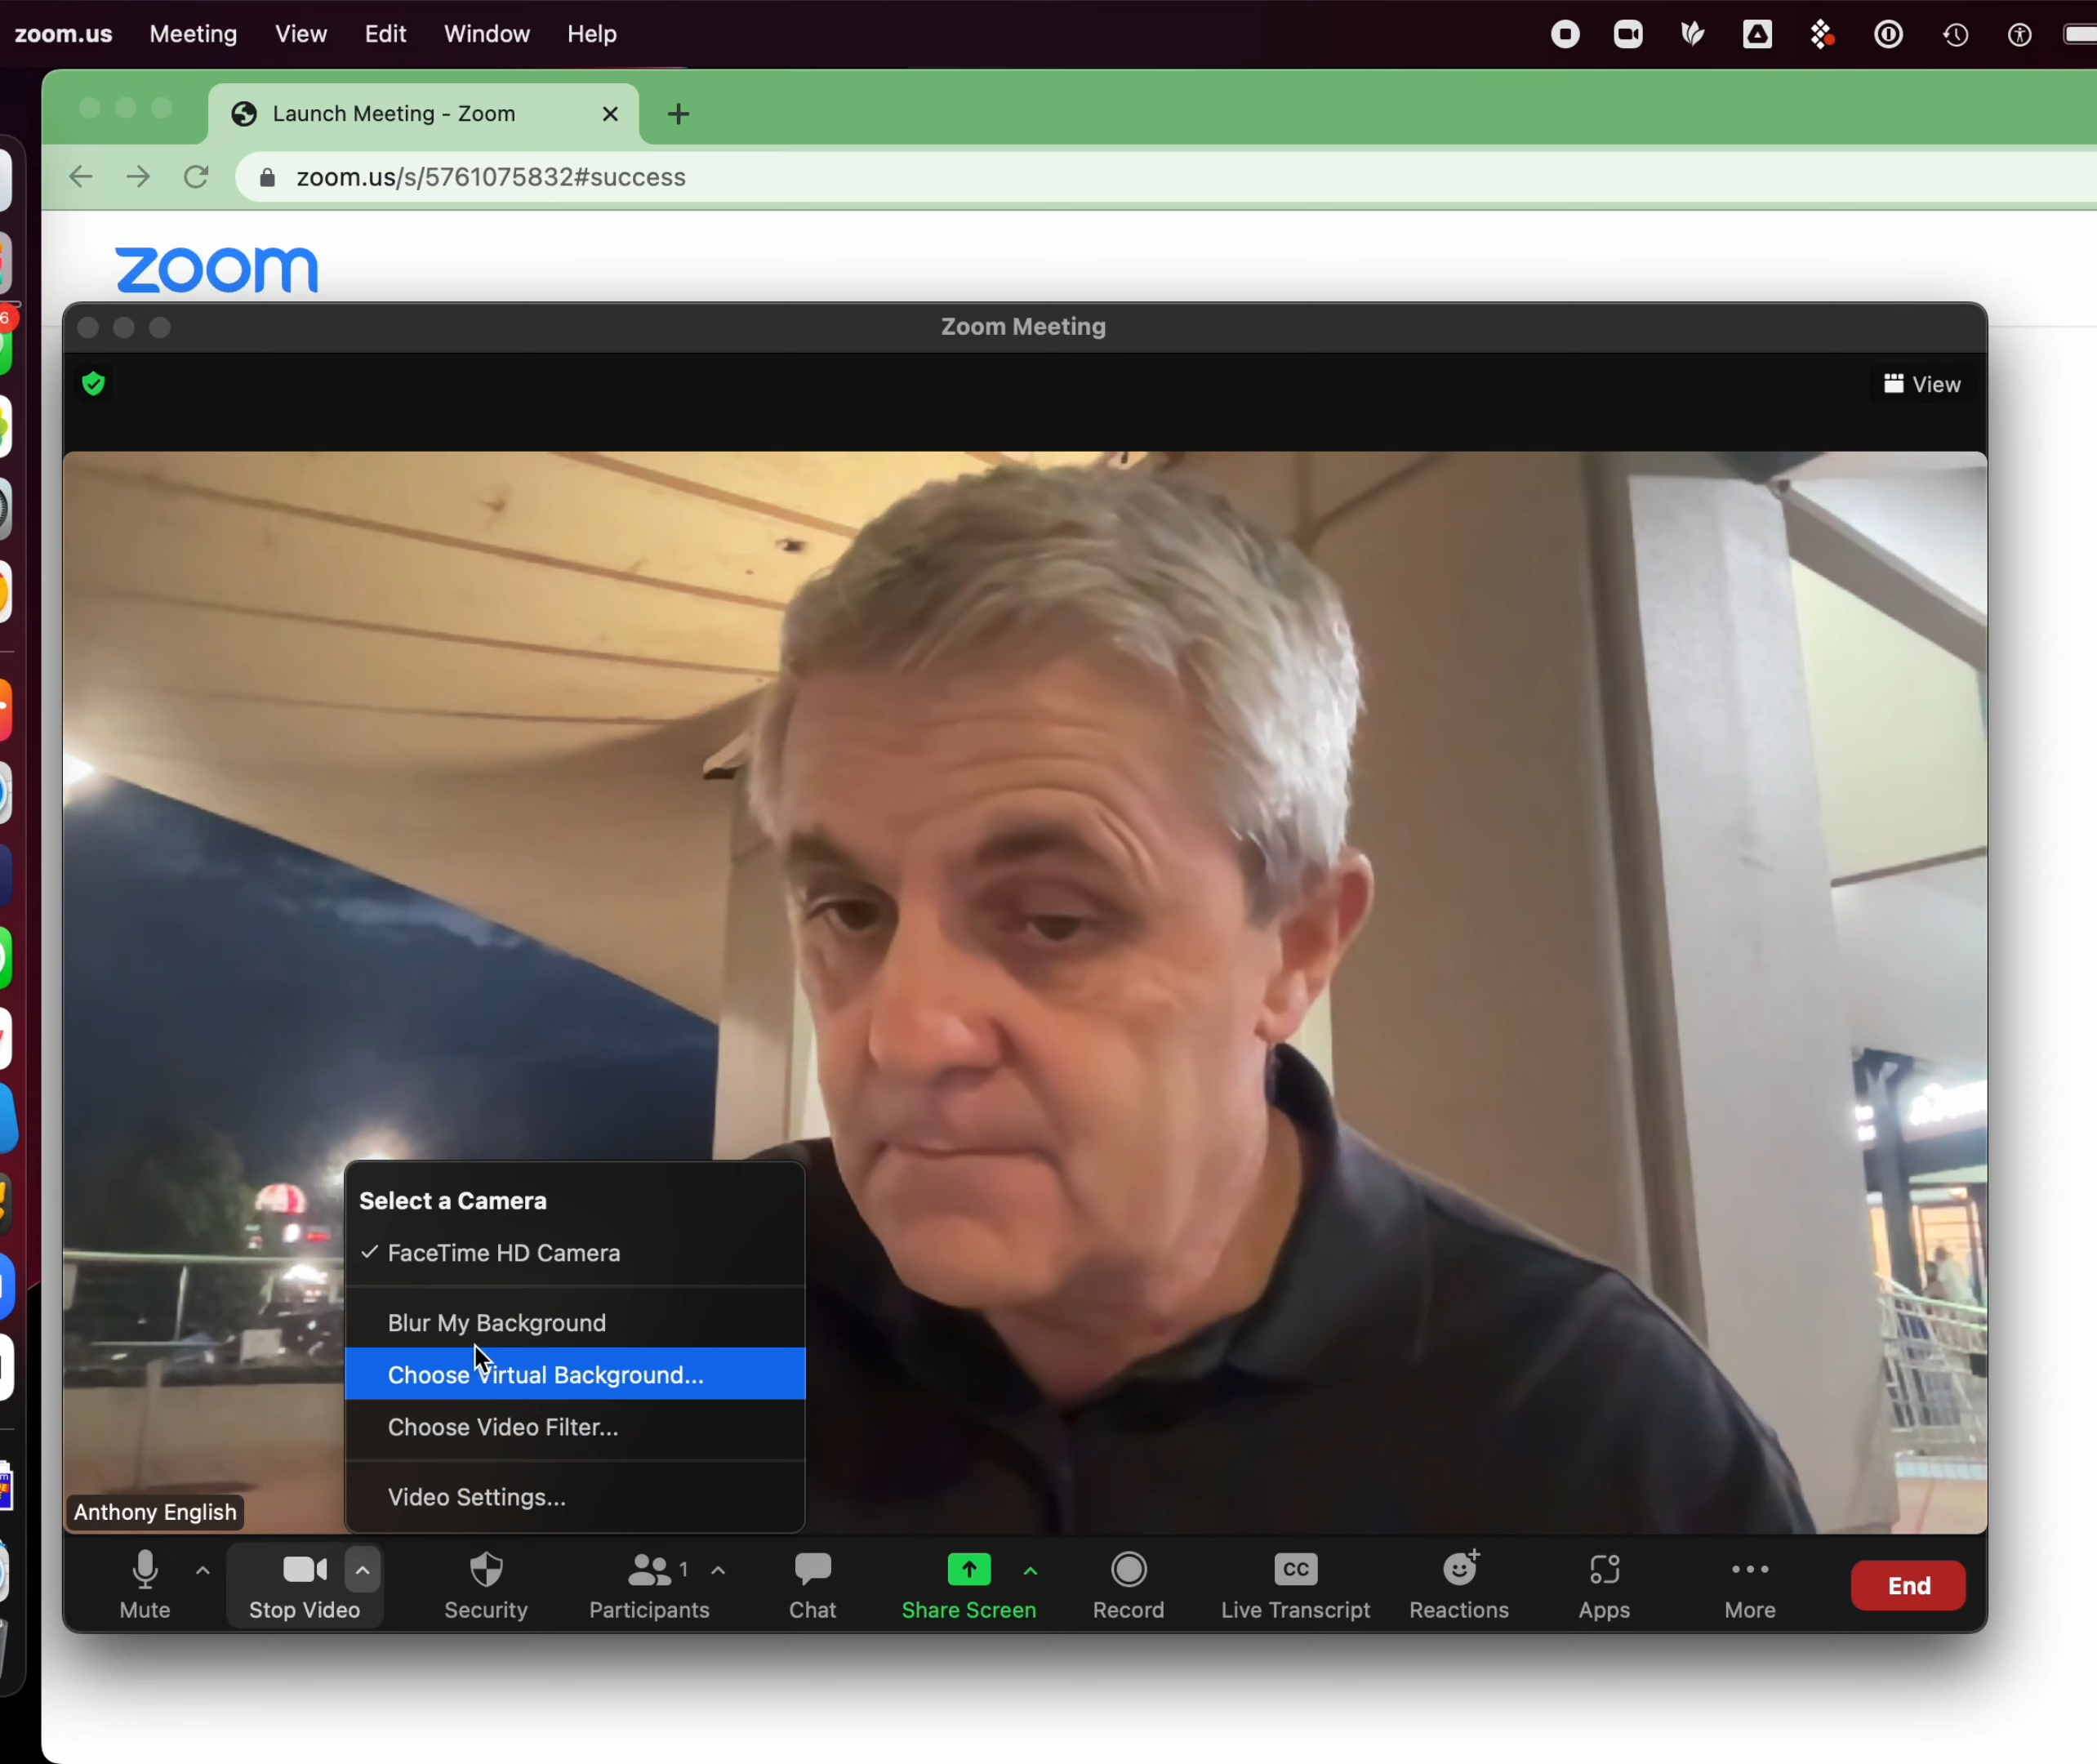 zoom.us Meeting View Edit Window Help
Launch Meeting - Zoom
zoom.us/s/5761075832#success
zoom
6
Zoom Meeting
View
Select a Camera
✓ FaceTime HD Camera
Blur My Background
Choose Virtual Background...
Choose Video Filter...
Video Settings...
Anthony English
1
CC
Mute Stop Video Security Participants Chat Share Screen Record Live Transcript Reactions Apps More End